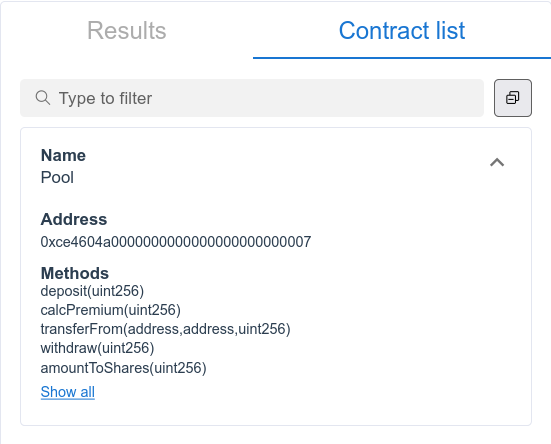 Results
Contract list
Type to filter
Name
Pool
Address
0xce4604a0000000000000000000000007
Methods
deposit(uint256)
calcPremium(uint256)
transferFrom(address,address,uint256)
withdraw(uint256)
amountToShares(uint256)
Show all